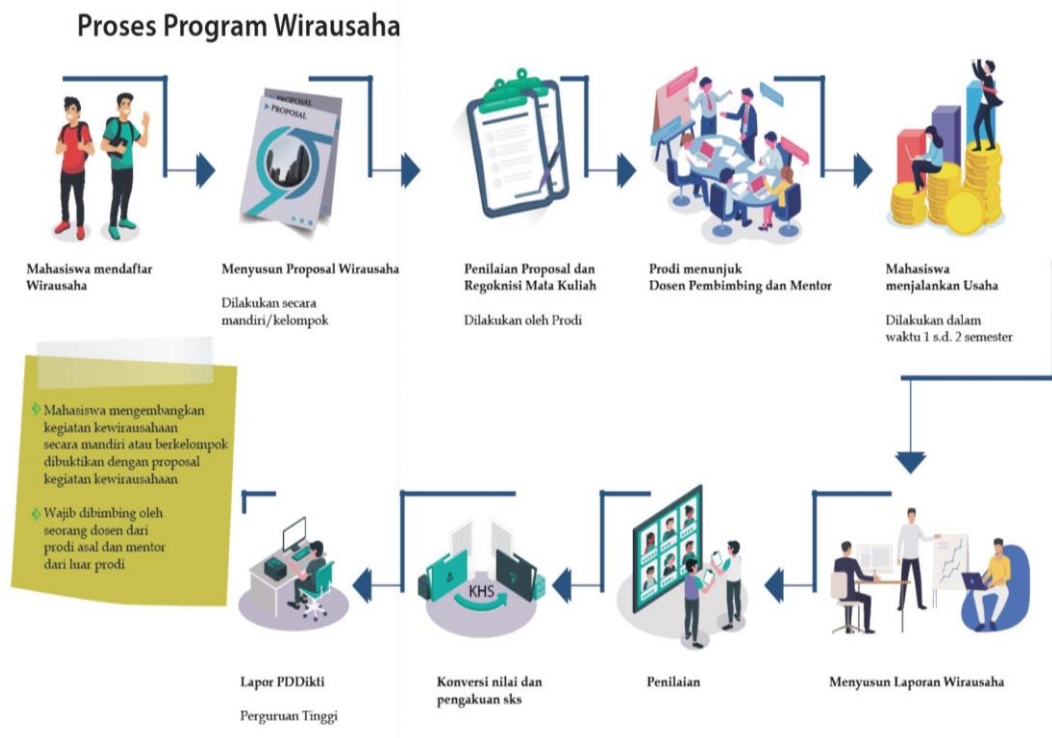 Proses Program Wirausaha
PROPOSAL
PROPOSAL
Mahasiswa mendaftar
Wirausaha
Menyusun Proposal Wirausaha
Dilakukan secara
mandiri/kelompok
Penilaian Proposal dan
Regoknisi Mata Kuliah
Dilakukan oleh Prodi
Prodi menunjuk
Dosen Pembimbing dan Mentor
Mahasiswa
menjalankan Usaha
Dilakukan dalam
waktu 1 s.d. 2 semester
Mahasiswa mengembangkan
kegiatan kewirausahaan
secara mandiri atau berkelompok
dibuktikan dengan proposal
kegiatan kewirausahaan
Wajib dibimbing oleh
seorang dosen dari
prodi asal dan mentor
dari luar prodi
KHS
Lapor PDDikti
Perguruan Tinggi
Konversi nilai dan
pengakuan sks
Penilaian
Menyusun Laporan Wirausaha